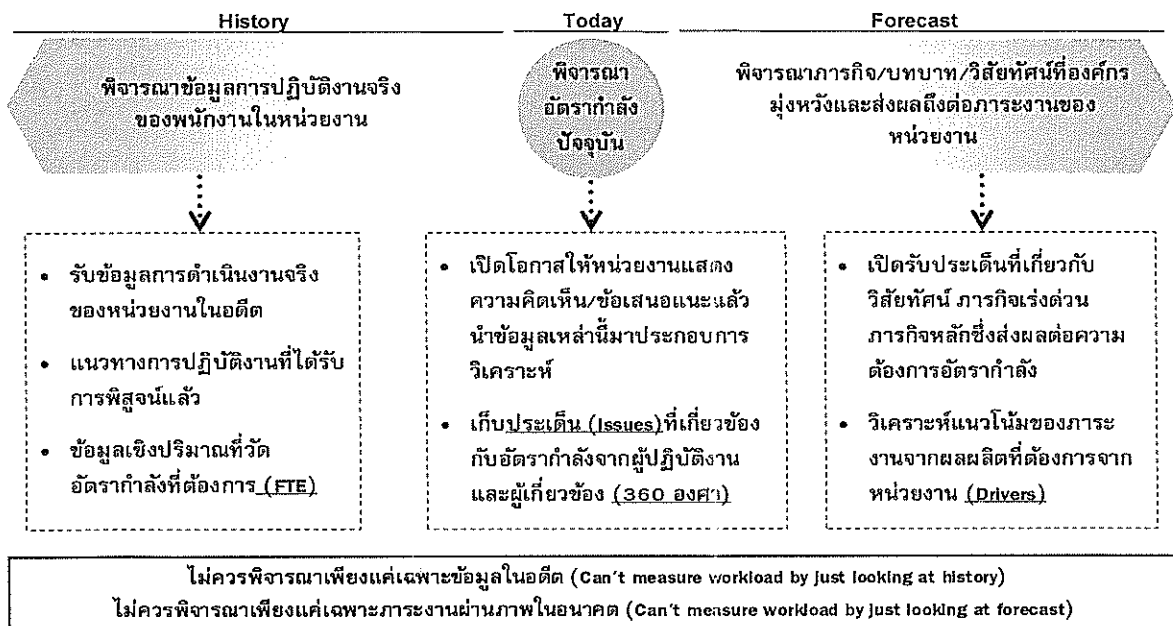 History
Today
Forecast
พิจารณาข้อมูลการปฏิบัติงานจริง
ของพนักงานในหน่วยงาน
พิจารณา
อัตรากำลัง
ปัจจุบัน
พิจารณาภารกิจ/บทบาท/วิสัยทัศน์ที่องค์กร
มุ่งหวังและส่งผลถึงต่อภาระงานของ
หน่วยงาน
• รับข้อมูลการดำเนินงานจริง
ของหน่วยงานในอดีต
• แนวทางการปฏิบัติงานที่ได้รับ
การพิสูจน์แล้ว
• ข้อมูลเชิงปริมาณที่วัด
อัตรากำลังที่ต้องการ (FTE)
• เปิดโอกาสให้หน่วยงานแสดง
ความคิดเห็น/ข้อเสนอแนะแล้ว
นำข้อมูลเหล่านี้มาประกอบการ
วิเคราะห์
• เก็บประเด็น (Issues)ที่เกี่ยวข้อง
กับอัตรากำลังจากผู้ปฏิบัติงาน
และผู้เกี่ยวข้อง (360 องศา)
• เปิดรับประเด็นที่เกี่ยวกับ
วิสัยทัศน์ ภารกิจเร่งด่วน
ภารกิจหลักซึ่งส่งผลต่อความ
ต้องการอัตรากำลัง
• วิเคราะห์แนวโน้มของภาระ
งานจากผลผลิตที่ต้องการจาก
หน่วยงาน (Drivers)
ไม่ควรพิจารณาเพียงแค่เฉพาะข้อมูลในอดีต (Can't measure workload by just looking at history)
ไม่ควรพิจารณาเพียงแค่เฉพาะภาระงานผ่านภาพในอนาคต (Can't measure workload by just looking at forecast)